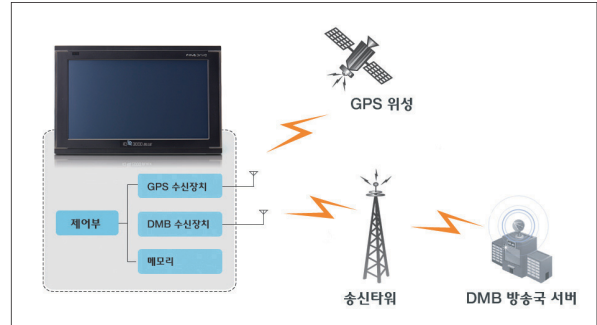 GPS 위성
GPS 수신장치
제어부
DMB 수신장치
메모리
송신타워
DMB 방송국 서버